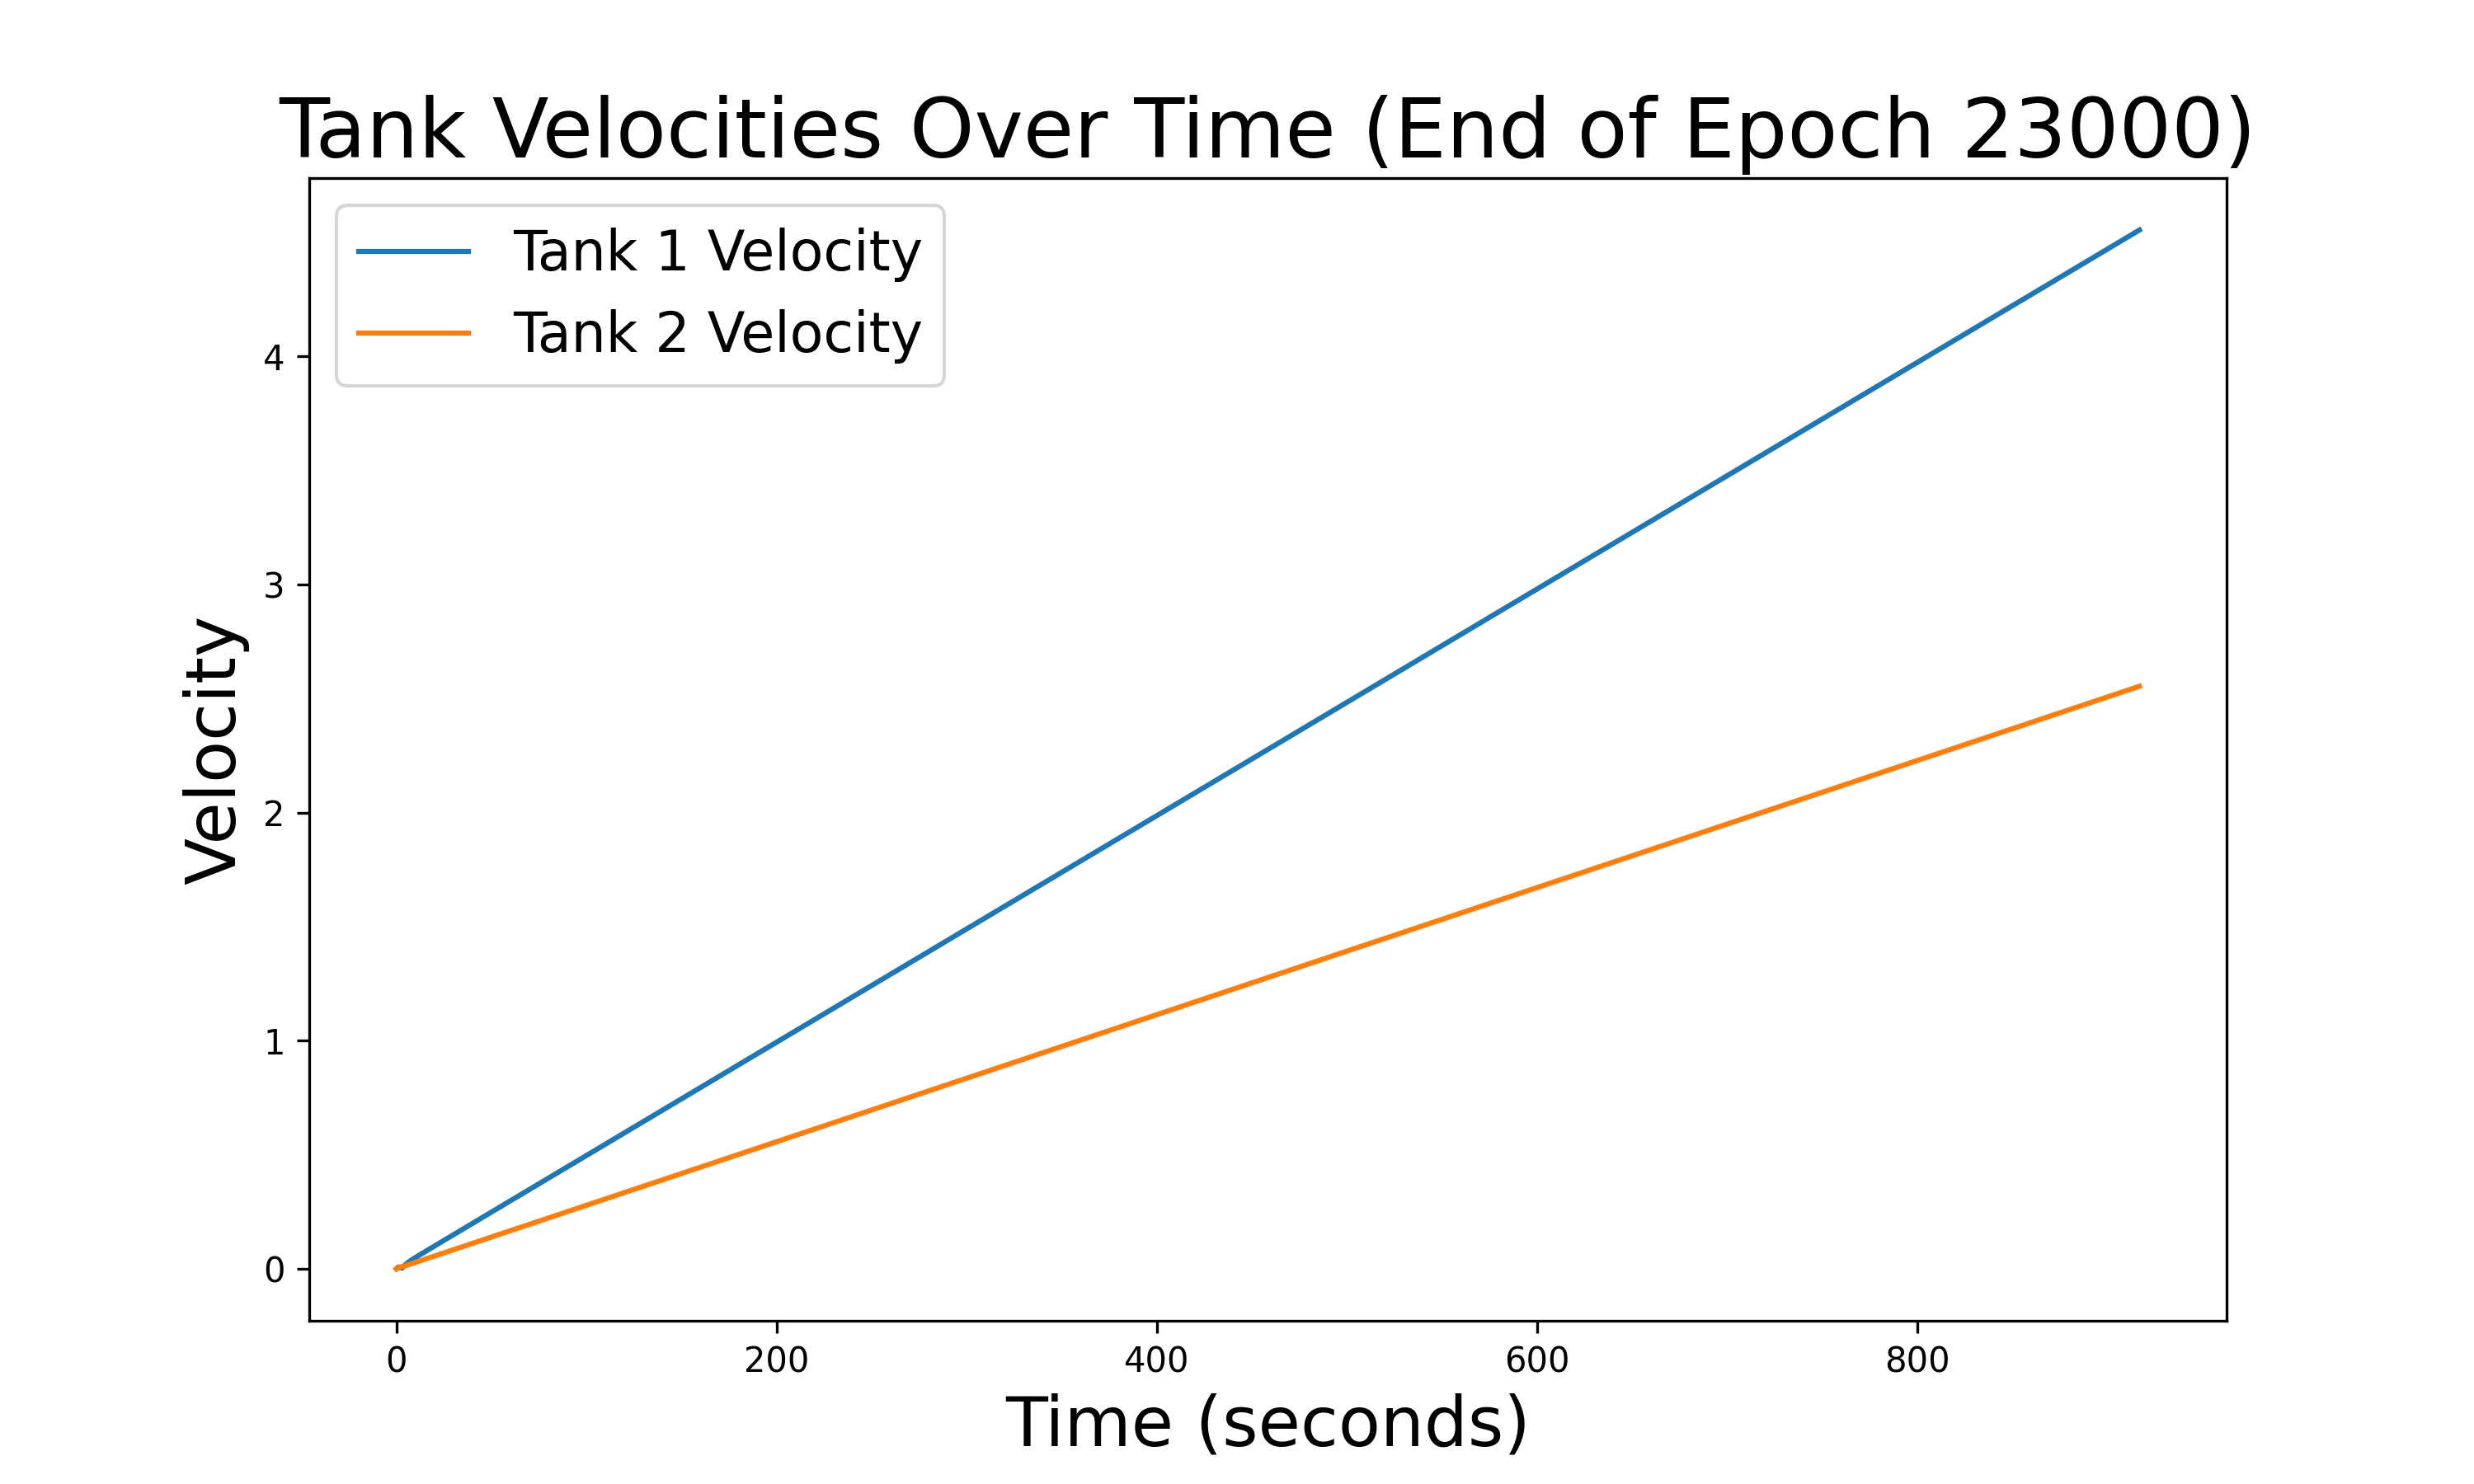 Tank Velocities Over Time (End of Epoch 23000)
Tank 1 Velocity
Tank 2 Velocity
Velocity
4
3
2
1
0
0 200 400 600 800
Time (seconds)